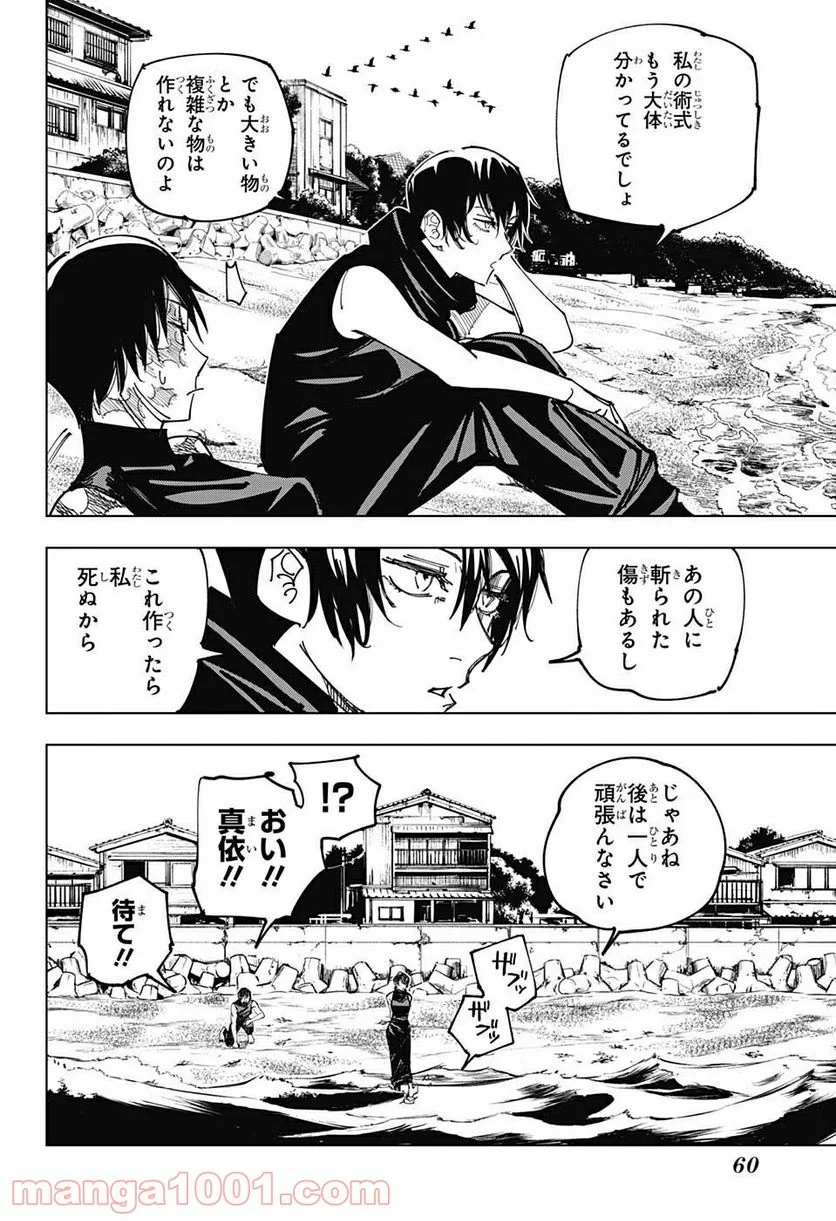 私の術式
もう大体
分かってるでしょ
でも大きい物
とか
複雑な物は
作れないのよ
あの人に
斬られた
傷もあるし
これ作ったら
私
死ぬから
じゃあね
後は一人で
頑張んなさい
ザブッ
ザブッ
!?
おい!!
真依!!
待て!!
60
manga1001.com